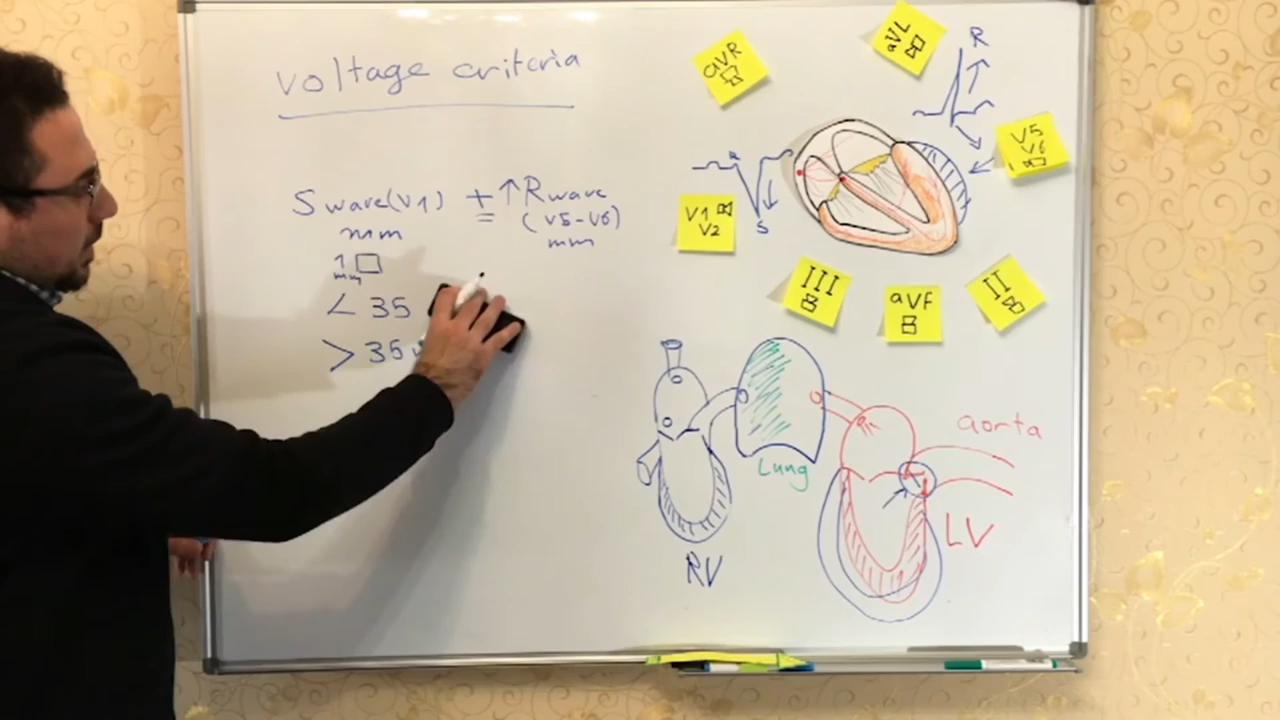 Voltage criteria
S wave(V1) + ↑ R wave
=
(V5-V6)
mm
mm
1
mm
< 35
> 35
aVR
aVL
R
V5
V6
R
S
V1
V2
III
aVF
II
Lung
aorta
RV
LV